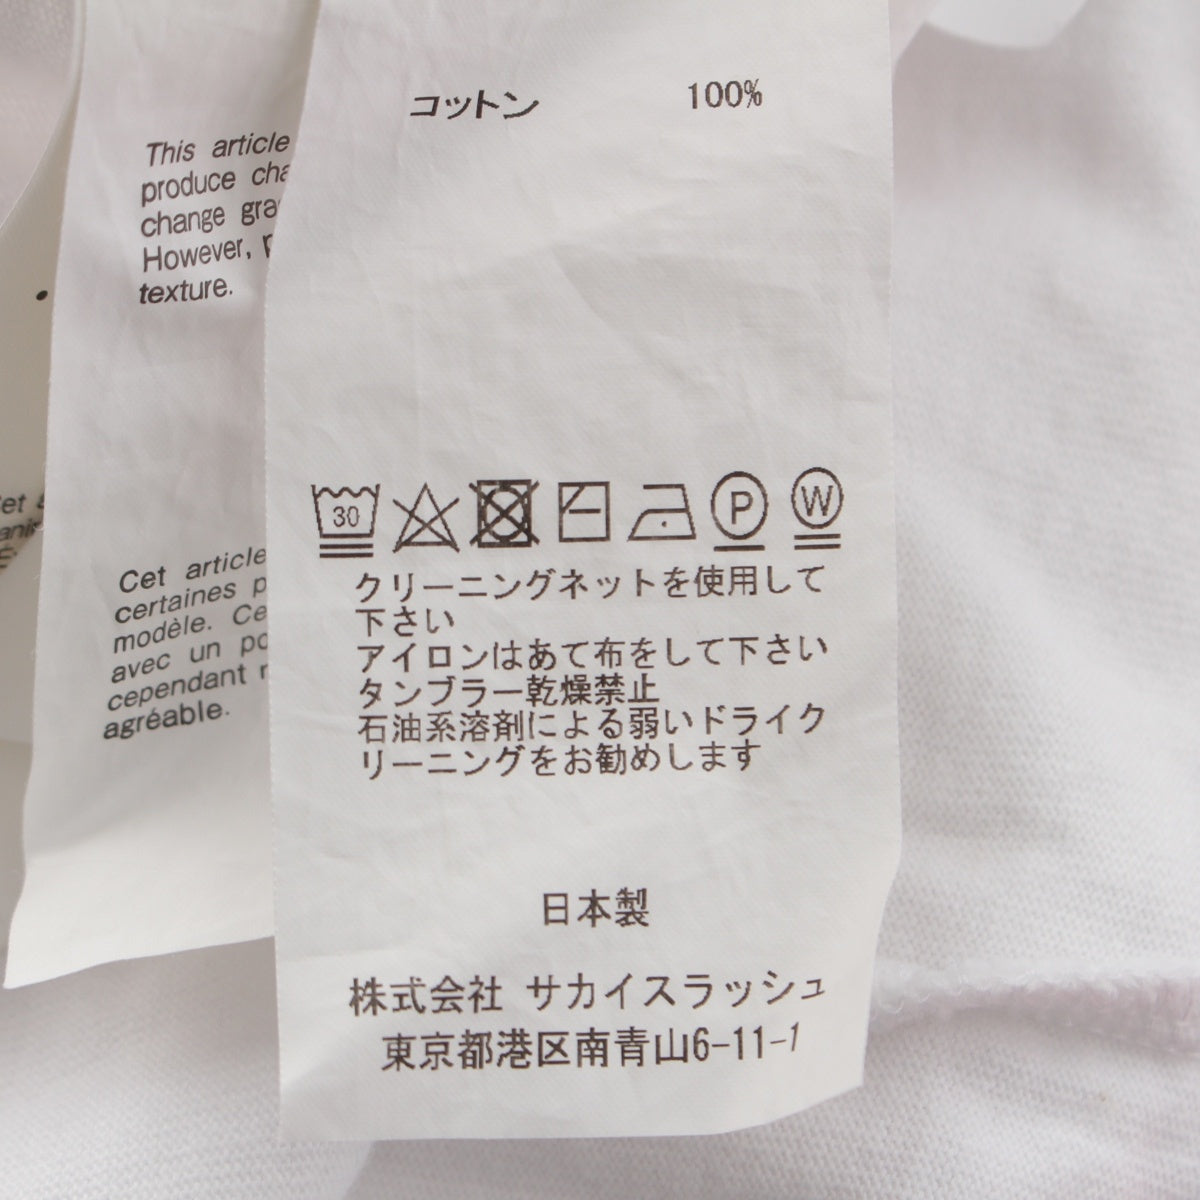 コットン 100%
30
P
W
クリーニングネットを使用して
下さい
アイロンはあて布をして下さい
タンブラー乾燥禁止
石油系溶剤による弱いドライク
リーニングをお勧めします
日本製
株式会社 サカイスラッシュ
東京都港区南青山6-11-1
This article
produce
change
However,
texture.
Cet article
certaines
modèle.
avec un
cependant
agréable.